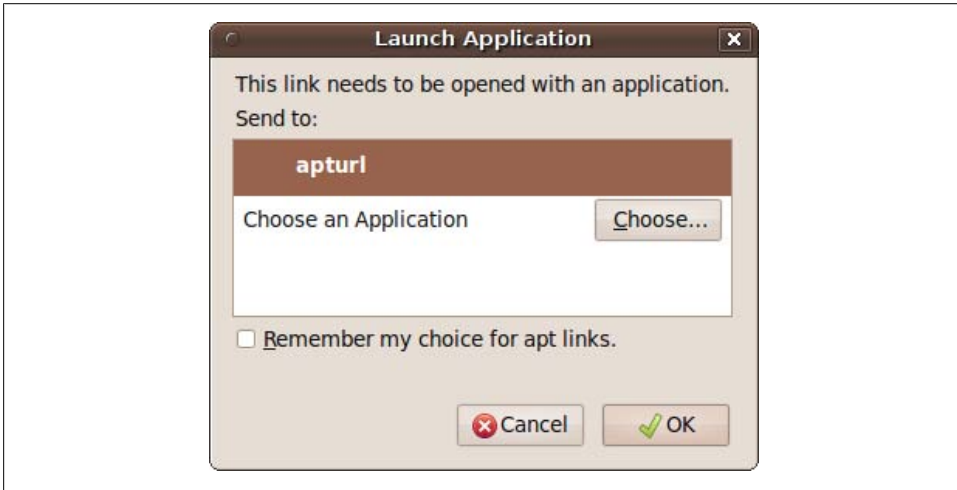 Launch Application
This link needs to be opened with an application.
Send to:
apturl
Choose an Application Choose...
Remember my choice for apt links.
Cancel OK